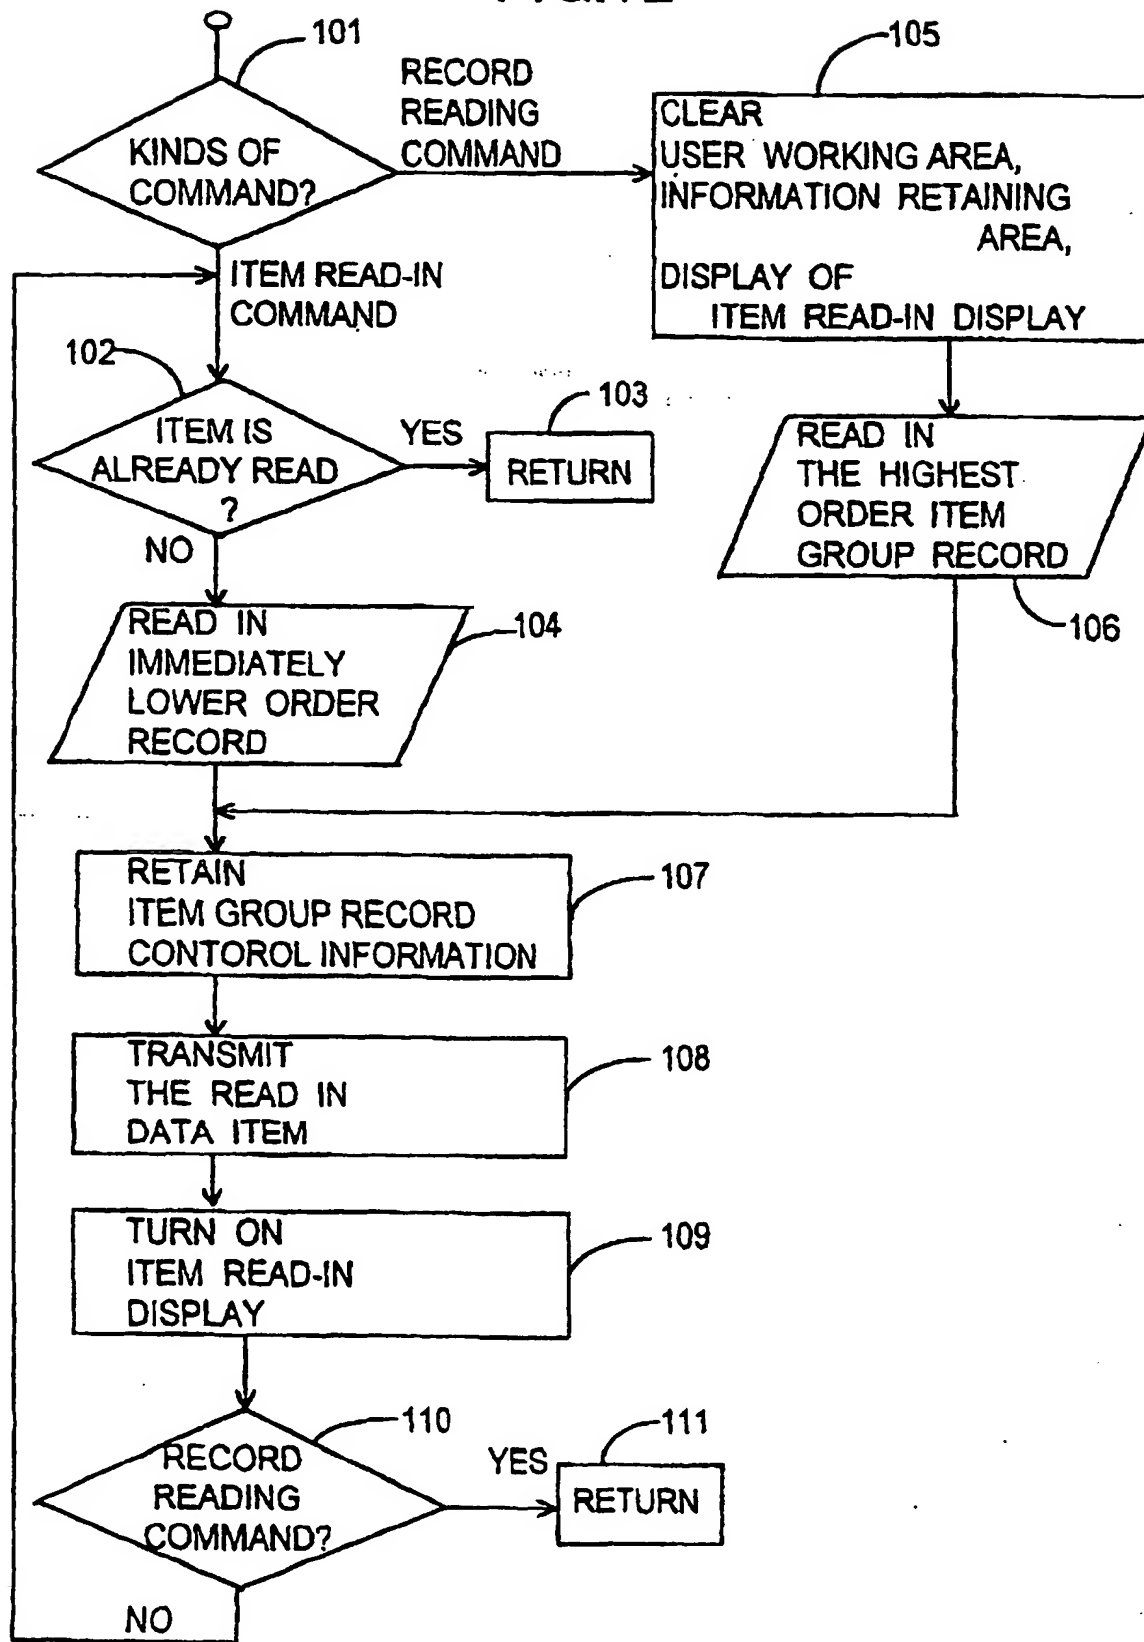 101
KINDS OF
COMMAND?
RECORD
READING
COMMAND
105
CLEAR
USER WORKING AREA,
INFORMATION RETAINING
AREA,
DISPLAY OF
ITEM READ-IN DISPLAY
ITEM READ-IN
COMMAND
102
ITEM IS
ALREADY READ
?
YES
103
RETURN
READ IN
THE HIGHEST
ORDER ITEM
GROUP RECORD
106
NO
READ IN
IMMEDIATELY
LOWER ORDER
RECORD
104
RETAIN
ITEM GROUP RECORD
CONTOROL INFORMATION
107
TRANSMIT
THE READ IN
DATA ITEM
108
TURN ON
ITEM READ-IN
DISPLAY
109
RECORD
READING
COMMAND?
110
YES
111
RETURN
NO